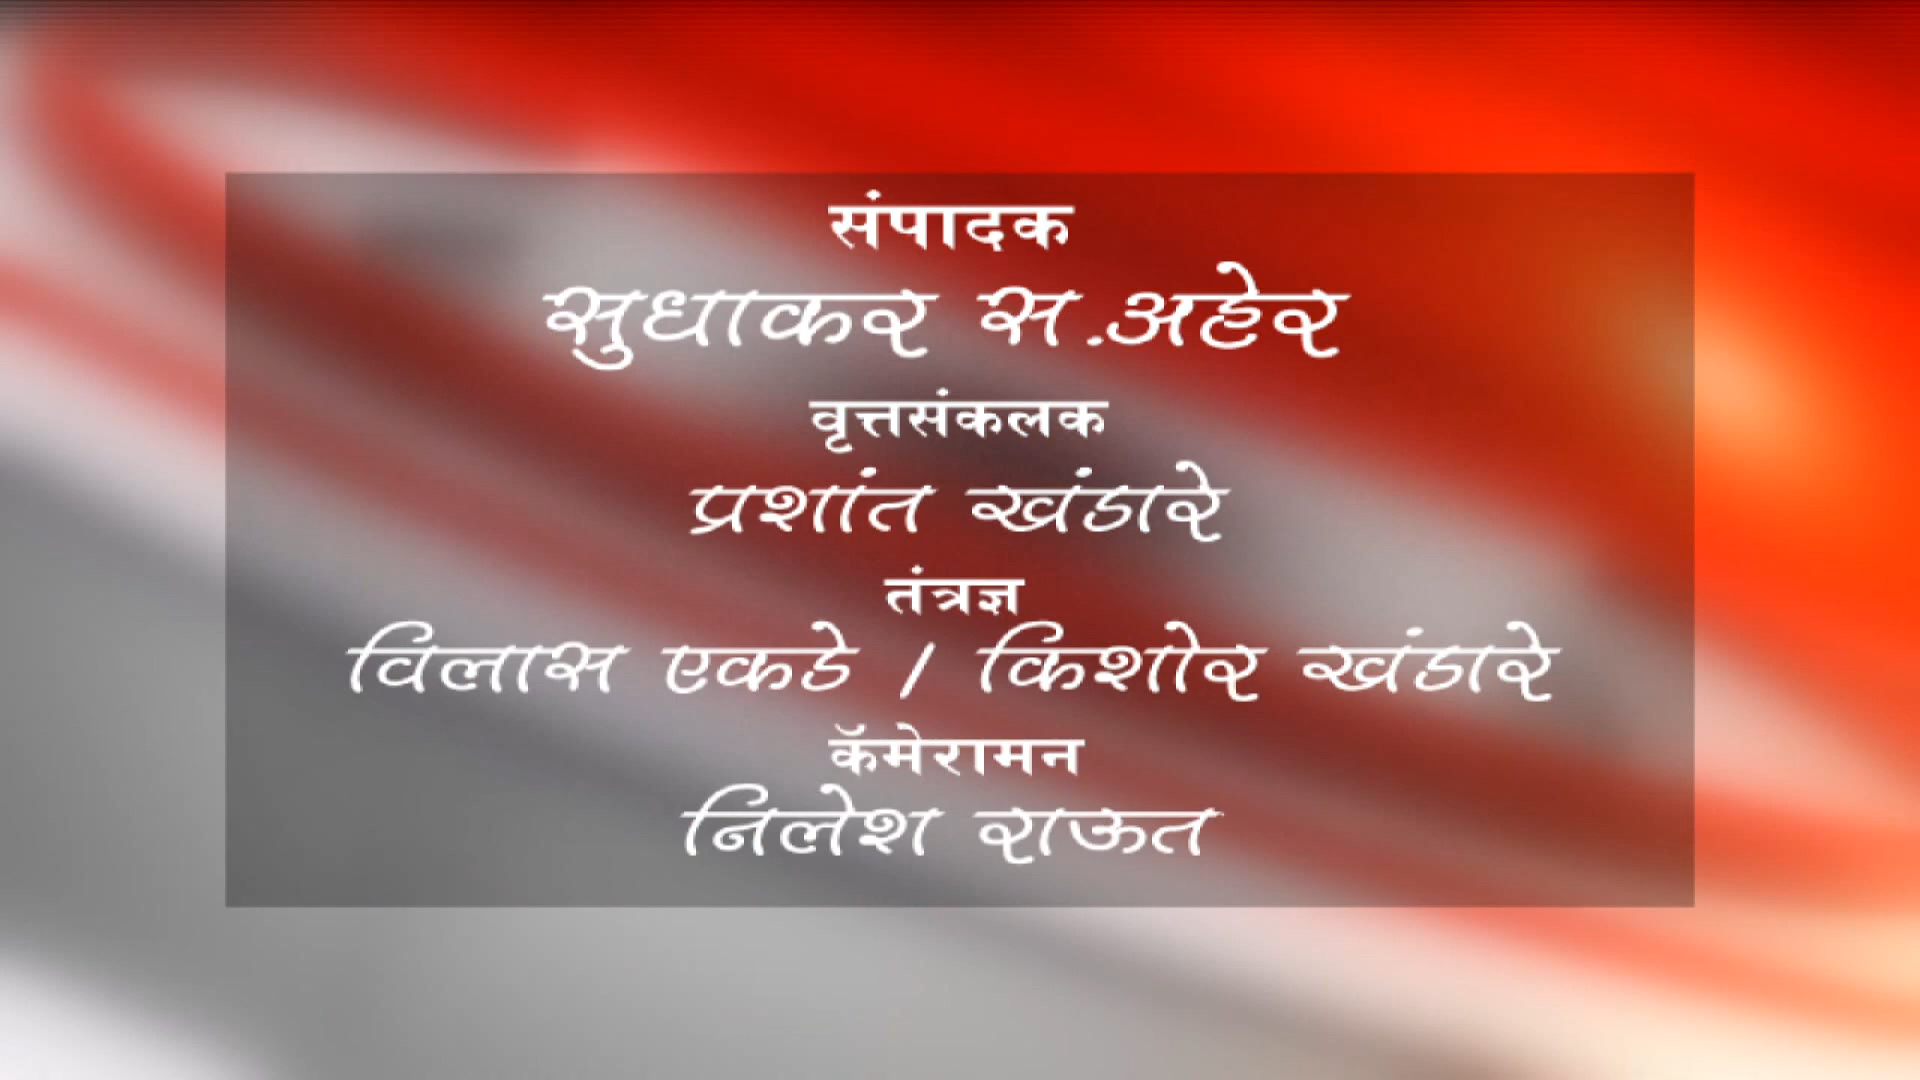 संपादक
सुधाकर स.अहेर
वृत्तसंकलक
प्रशांत खंडारे
तंत्रज्ञ
विलास एकडे / किशोर खंडारे
कॅमेरामन
निलेश राऊत